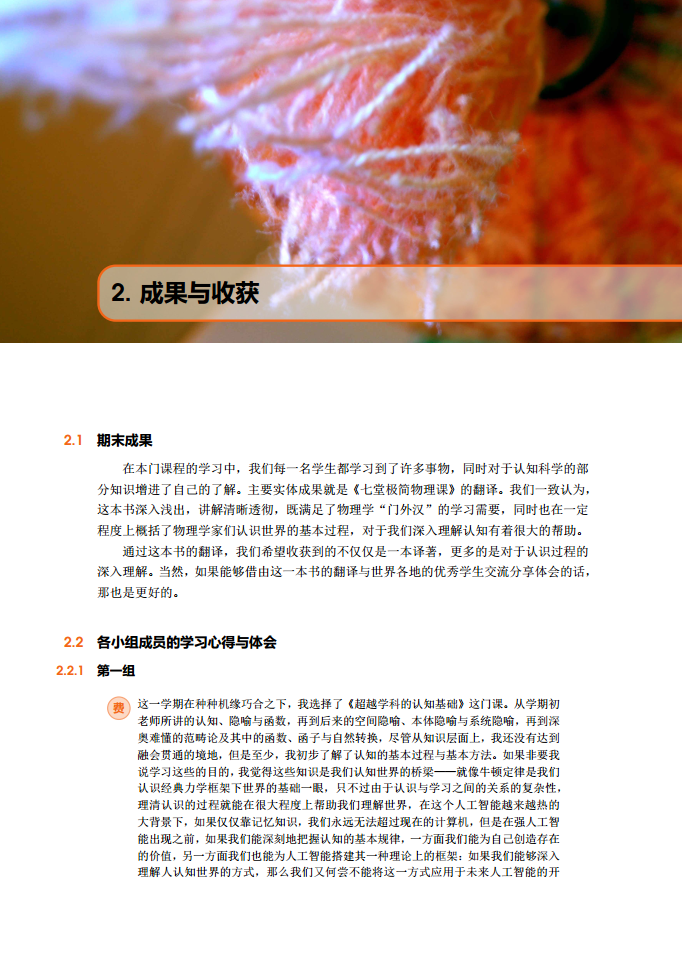 2. 成果与收获
2.1 期末成果
在本门课程的学习中，我们每一名学生都学习到了许多事物，同时对于认知科学的部
分知识增进了自己的了解。主要实体成果就是《七堂极简物理课》的翻译。我们一致认为，
这本书深入浅出，讲解清晰透彻，既满足了物理学“门外汉”的学习需要，同时也在一定
程度上概括了物理学家们认识世界的基本过程，对于我们深入理解认知有着很大的帮助。
通过这本书的翻译，我们希望收获到的不仅仅是一本译著，更多的是对于认识过程的
深入理解。当然，如果能够借由这一本书的翻译与世界各地的优秀学生交流分享体会的话，
那也是更好的。
2.2 各小组成员的学习心得与体会
2.2.1 第一组
费 这一学期在种种机缘巧合之下，我选择了《超越学科的认知基础》这门课。从学期初
老师所讲的认知、隐喻与函数，再到后来的空间隐喻、本体隐喻与系统隐喻，再到深
奥难懂的范畴论及其中的函数、函子与自然转换，尽管从知识层面上，我还没有达到
融会贯通的境地，但是至少，我初步了解了认知的基本过程与基本方法。如果非要我
说学习这些的目的，我觉得这些知识是我们认知世界的桥梁——就像牛顿定律是我们
认识经典力学框架下世界的基础一眼，只不过由于认识与学习之间的关系的复杂性，
理清认识的过程就能在很大程度上帮助我们理解世界，在这个人工智能越来越热的
大背景下，如果仅仅靠记忆知识，我们永远无法超过现在的计算机，但是在强人工智
能出现之前，如果我们能深刻地把握认知的基本规律，一方面我们能为自己创造存在
的价值，另一方面我们也能为人工智能搭建其一种理论上的框架：如果我们能够深入
理解人认知世界的方式，那么我们又何尝不能将这一方式应用于未来人工智能的开